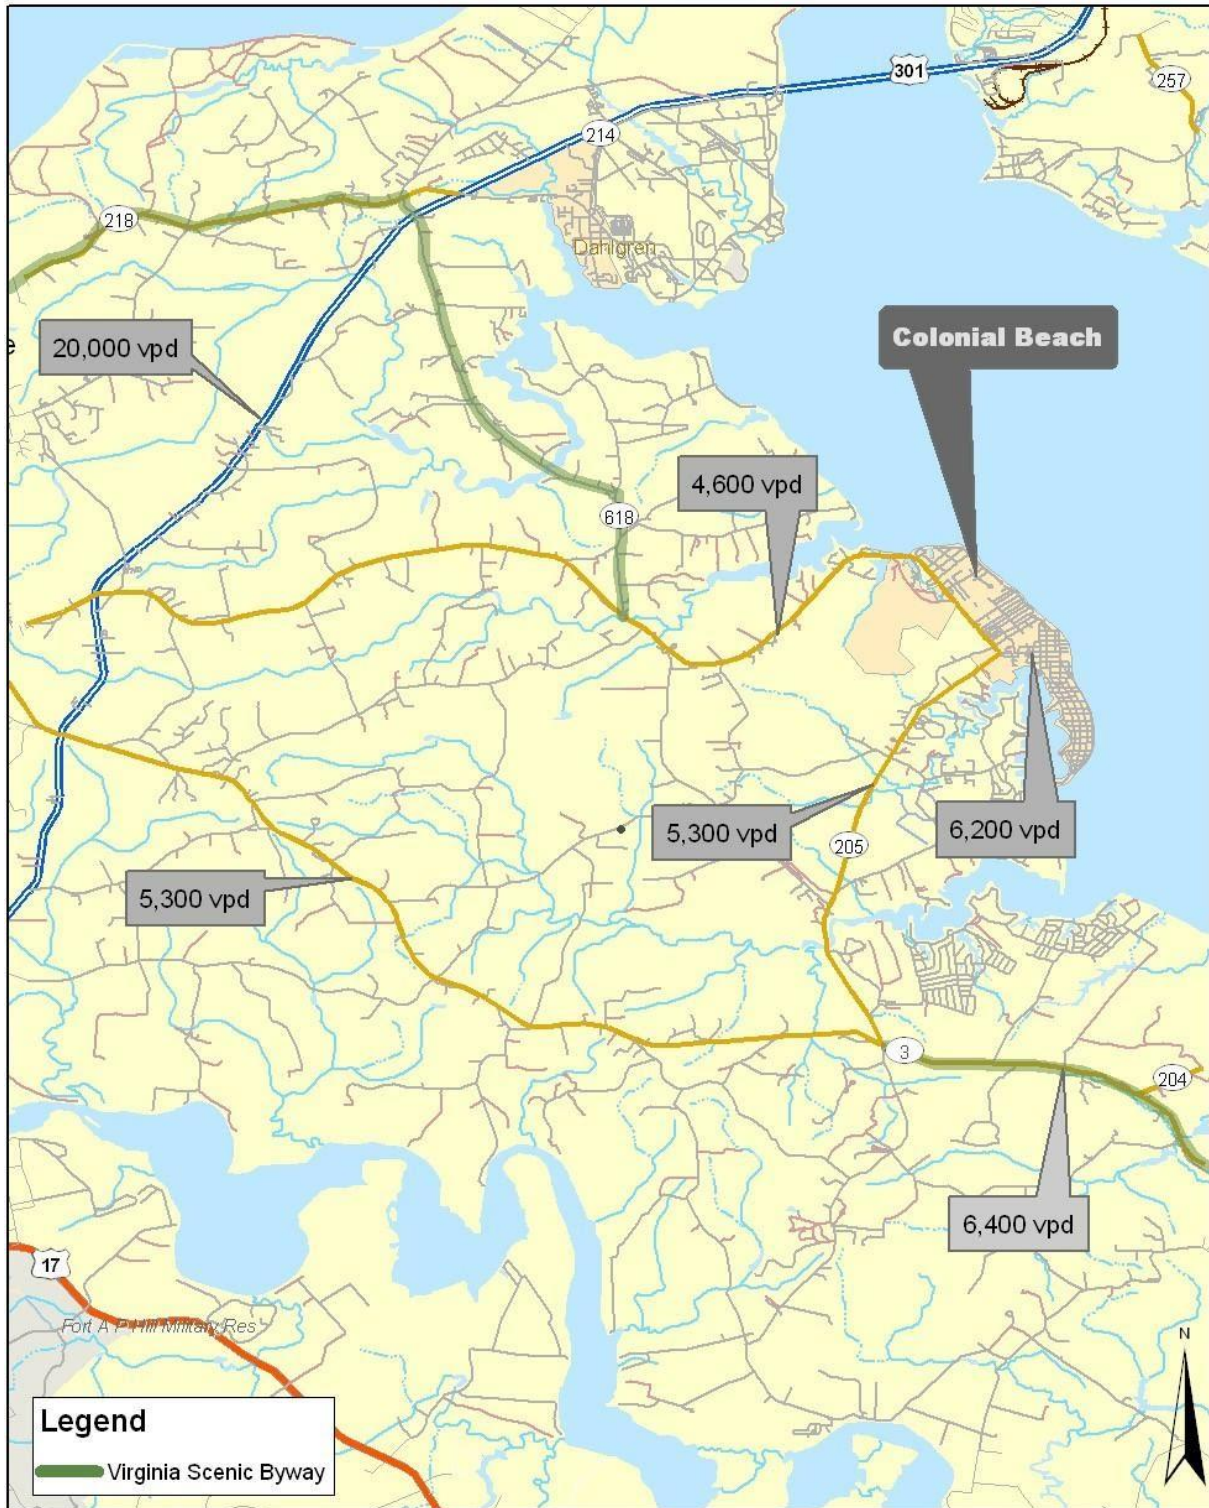 301
257
214
218
Dahlgren
e
20,000 vpd
Colonial Beach
4,600 vpd
618
5,300 vpd
6,200 vpd
205
5,300 vpd
3
204
6,400 vpd
17
Fort A P Hill Military Res
N
Legend
Virginia Scenic Byway